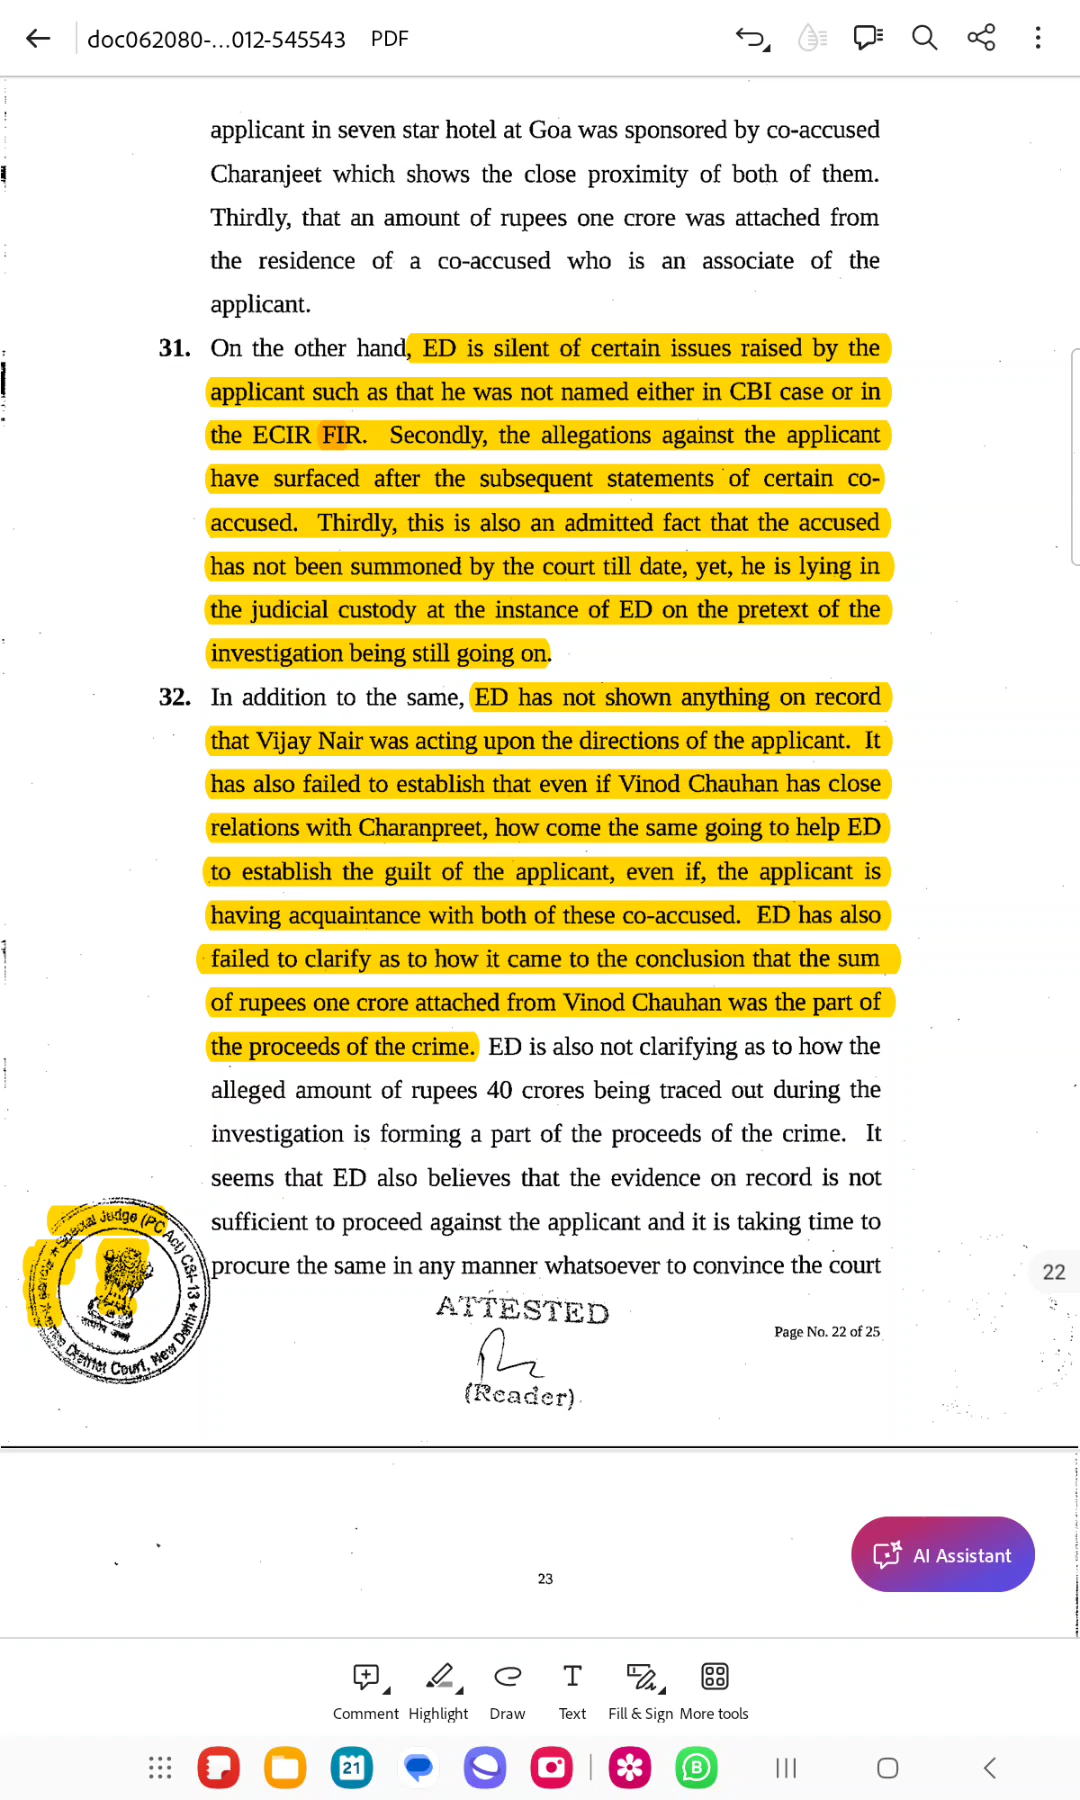 doc062080-...012-545543 PDF
applicant in seven star hotel at Goa was sponsored by co-accused
Charanjeet which shows the close proximity of both of them.
Thirdly, that an amount of rupees one crore was attached from
the residence of a co-accused who is an associate of the
applicant.
31. On the other hand, ED is silent of certain issues raised by the
applicant such as that he was not named either in CBI case or in
the ECIR FIR. Secondly, the allegations against the applicant
have surfaced after the subsequent statements of certain co-
accused. Thirdly, this is also an admitted fact that the accused
has not been summoned by the court till date, yet, he is lying in
the judicial custody at the instance of ED on the pretext of the
investigation being still going on.
32. In addition to the same, ED has not shown anything on record
that Vijay Nair was acting upon the directions of the applicant. It
has also failed to establish that even if Vinod Chauhan has close
relations with Charanpreet, how come the same going to help ED
to establish the guilt of the applicant, even if, the applicant is
having acquaintance with both of these co-accused. ED has also
failed to clarify as to how it came to the conclusion that the sum
of rupees one crore attached from Vinod Chauhan was the part of
the proceeds of the crime. ED is also not clarifying as to how the
alleged amount of rupees 40 crores being traced out during the
investigation is forming a part of the proceeds of the crime. It
seems that ED also believes that the evidence on record is not
sufficient to proceed against the applicant and it is taking time to
procure the same in any manner whatsoever to convince the court
22
Special Judge (PC Act) CBI-13
District Court, New Delhi
ATTESTED
(Reader)
Page No. 22 of 25
23
AI Assistant
Comment Highlight Draw Text Fill & Sign More tools
21
B